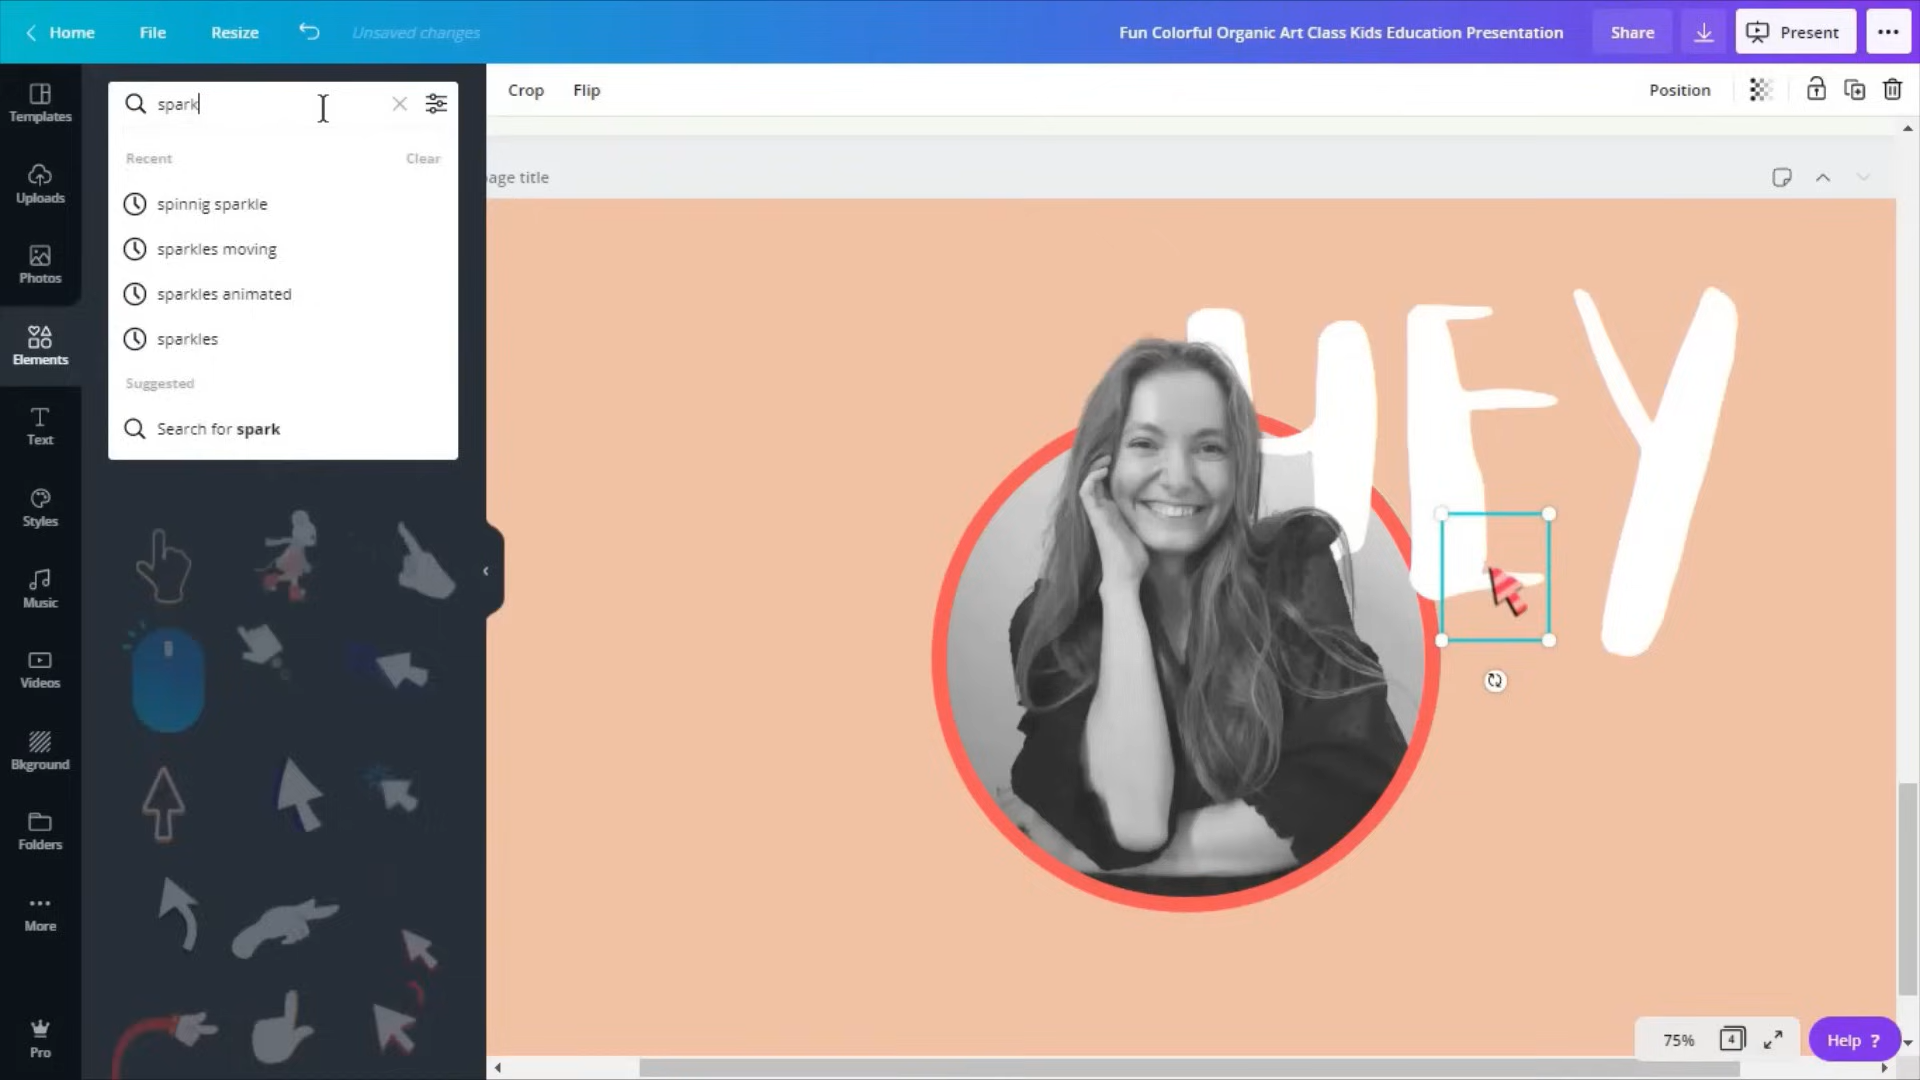 Home
File
Resize
Unsaved changes
Fun Colorful Organic Art Class Kids Education Presentation
Share
Present
Templates
Uploads
Photos
Elements
Text
Styles
Music
Videos
Bkground
Folders
More
Pro
spark
Recent
Clear
spinnig sparkle
sparkles moving
sparkles animated
sparkles
Suggested
Search for spark
Crop
Flip
Position
age title
HEY
75%
4
Help ?